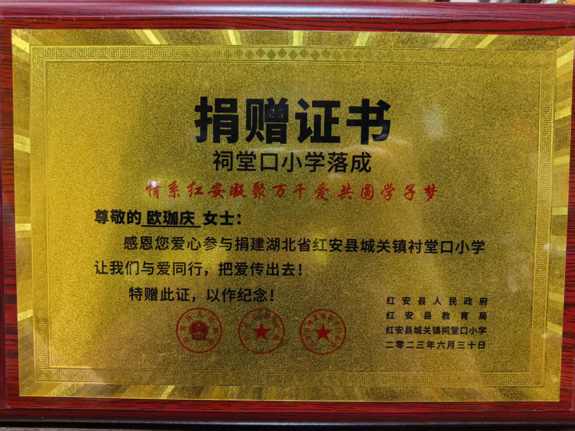 捐赠证书
祠堂口小学落成
情系红安凝聚万千爱 共圆学子梦
尊敬的 欧珈庆 女士：
感恩您爱心参与捐建湖北省红安县城关镇衬堂口小学
让我们与爱同行，把爱传出去！
特赠此证，以作纪念！
红安县人民政府
红安县教育局
红安县城关镇祠堂口小学
二零二三年六月三十日